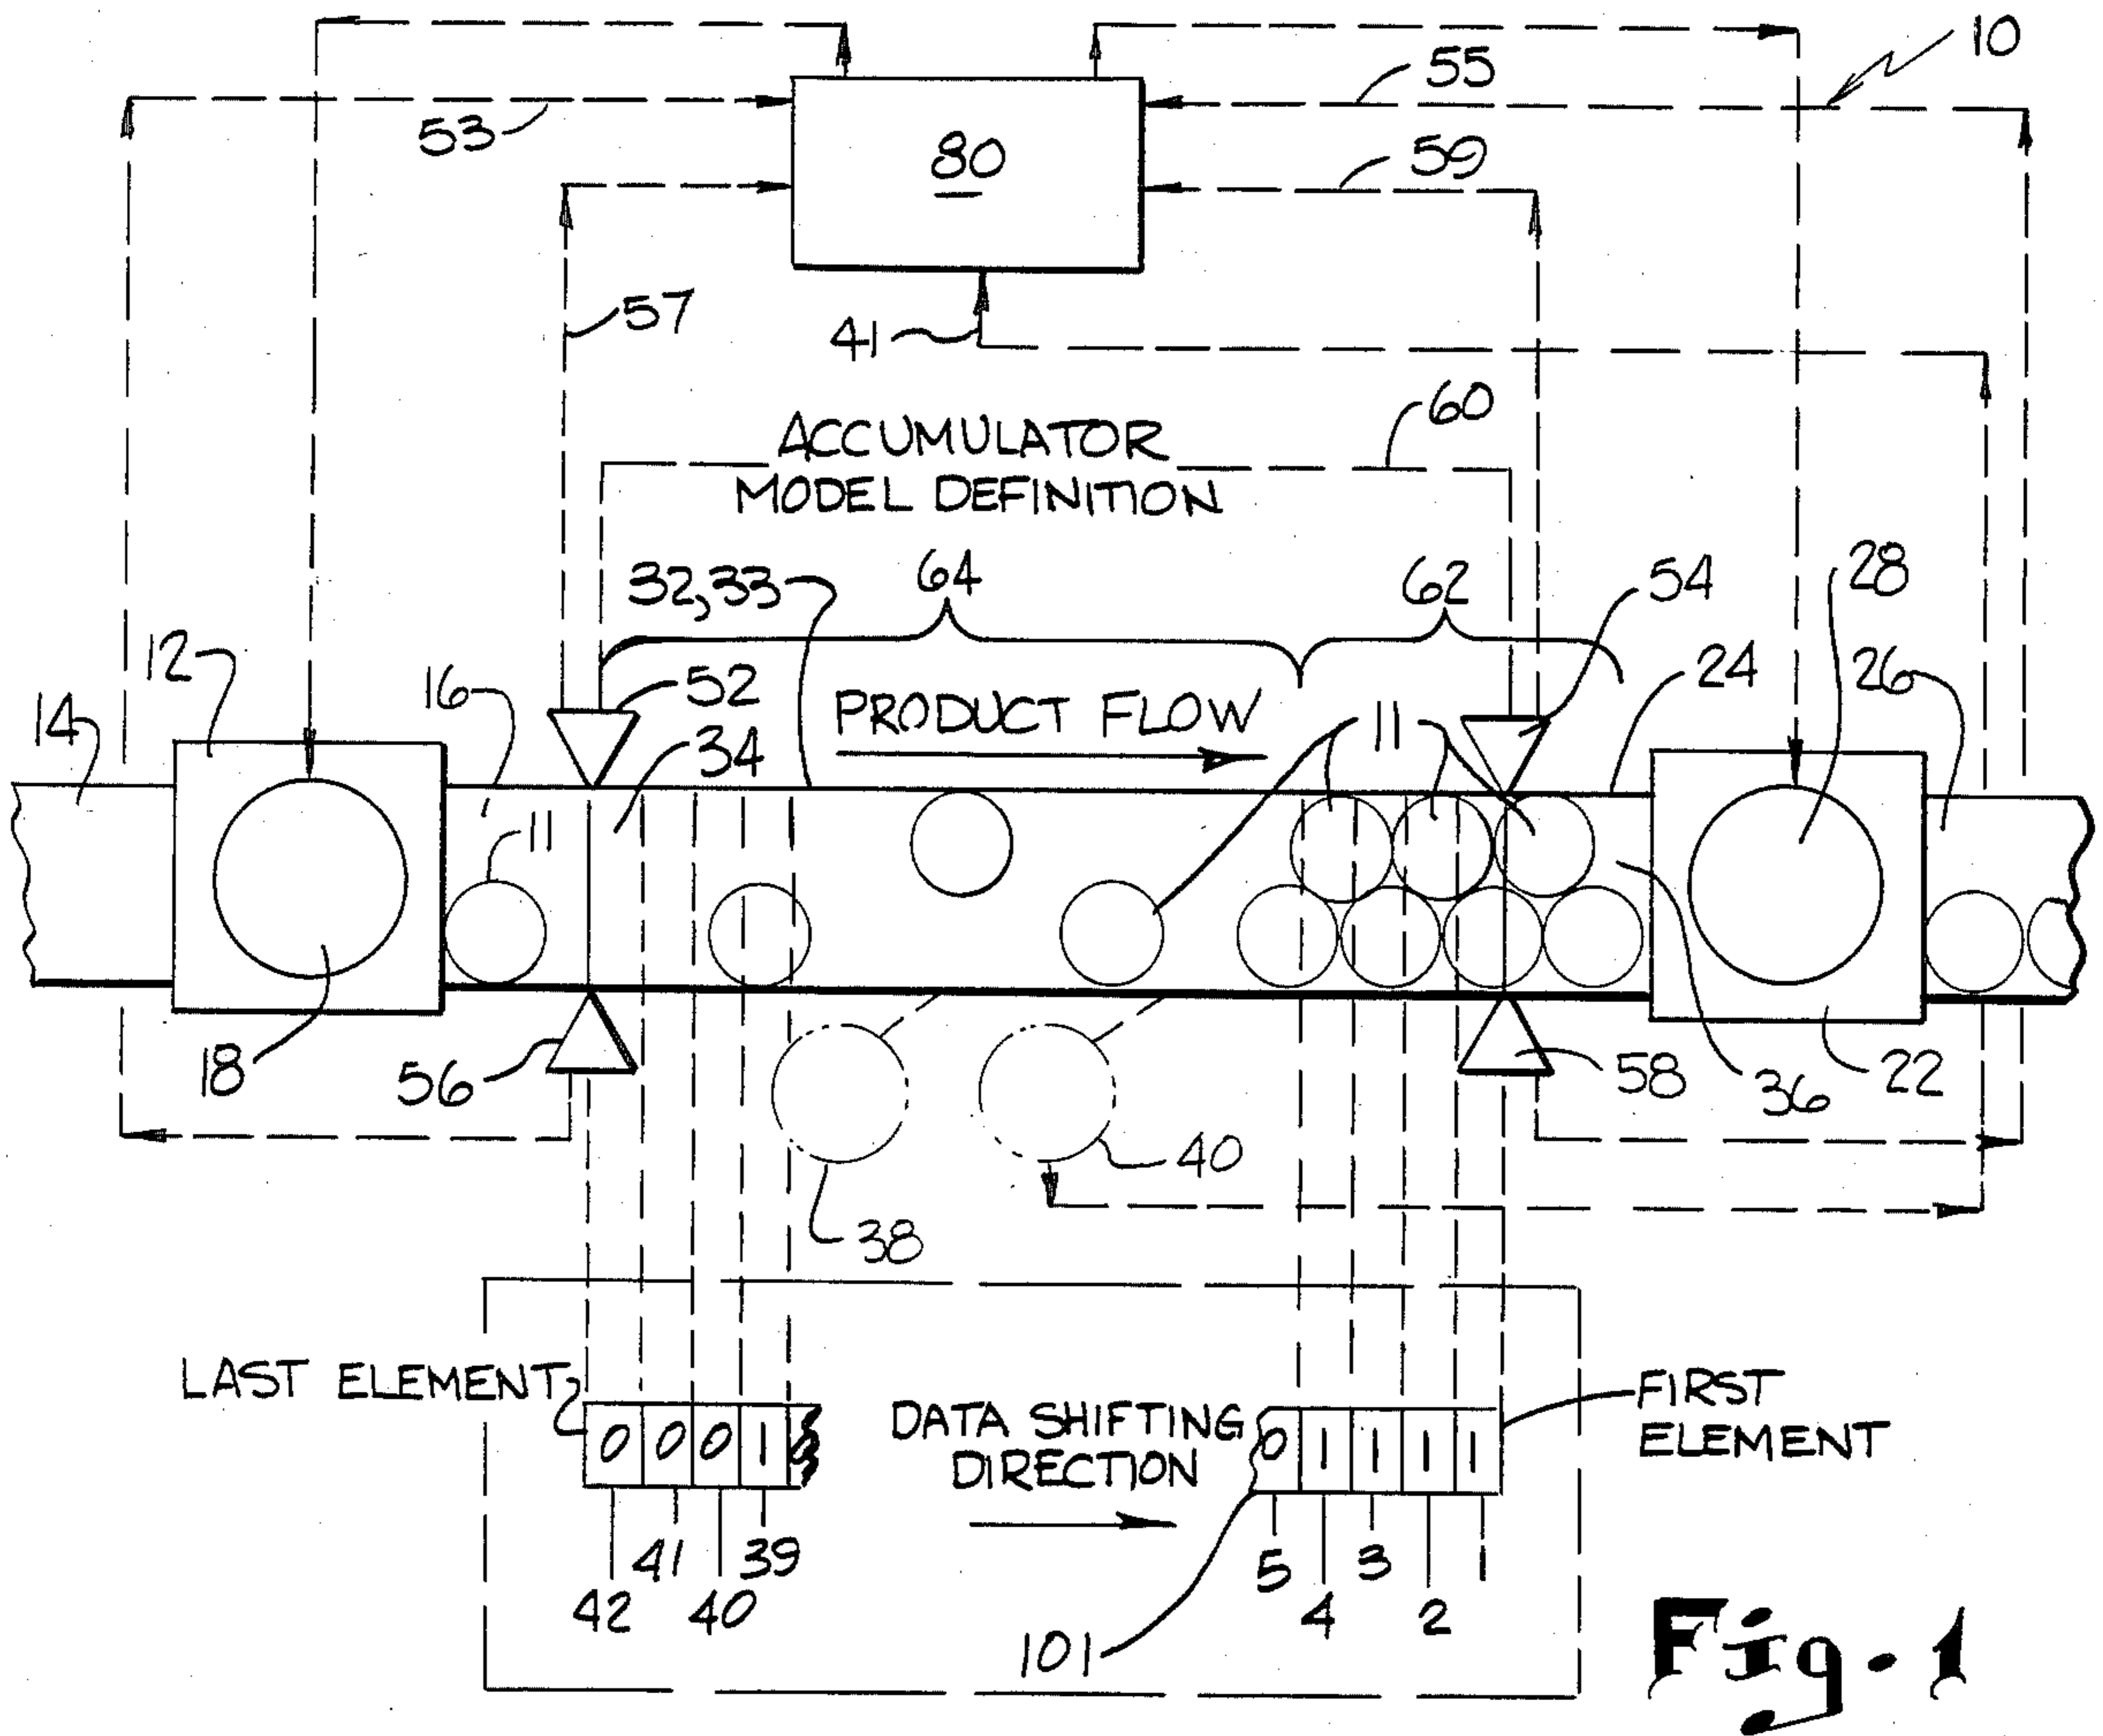 10
55
53
80
59
57
41
60
ACCUMULATOR
MODEL DEFINITION
64
62
54
28
32,33
12
16
52
24
26
14
34
PRODUCT FLOW
11
11
18
56
58
36
22
40
38
LAST ELEMENT
FIRST
ELEMENT
0 0 0 1
DATA SHIFTING
DIRECTION
0 1 1 1 1
42 41 40 39
5 4 3 2 1
101
Fig. 1